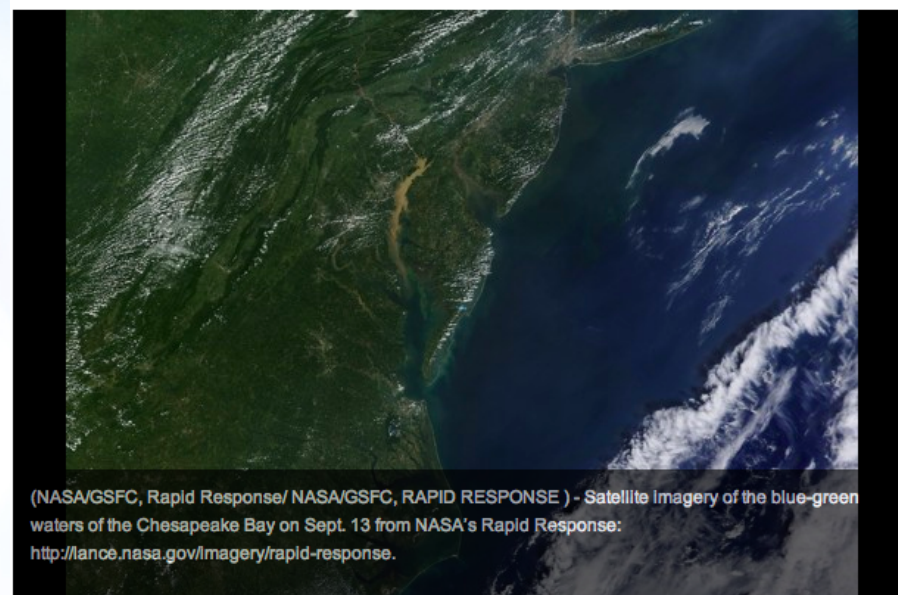 (NASA/GSFC, Rapid Response/ NASA/GSFC, RAPID RESPONSE ) - Satellite imagery of the blue-green
waters of the Chesapeake Bay on Sept. 13 from NASA's Rapid Response:
http://lance.nasa.gov/imagery/rapid-response.